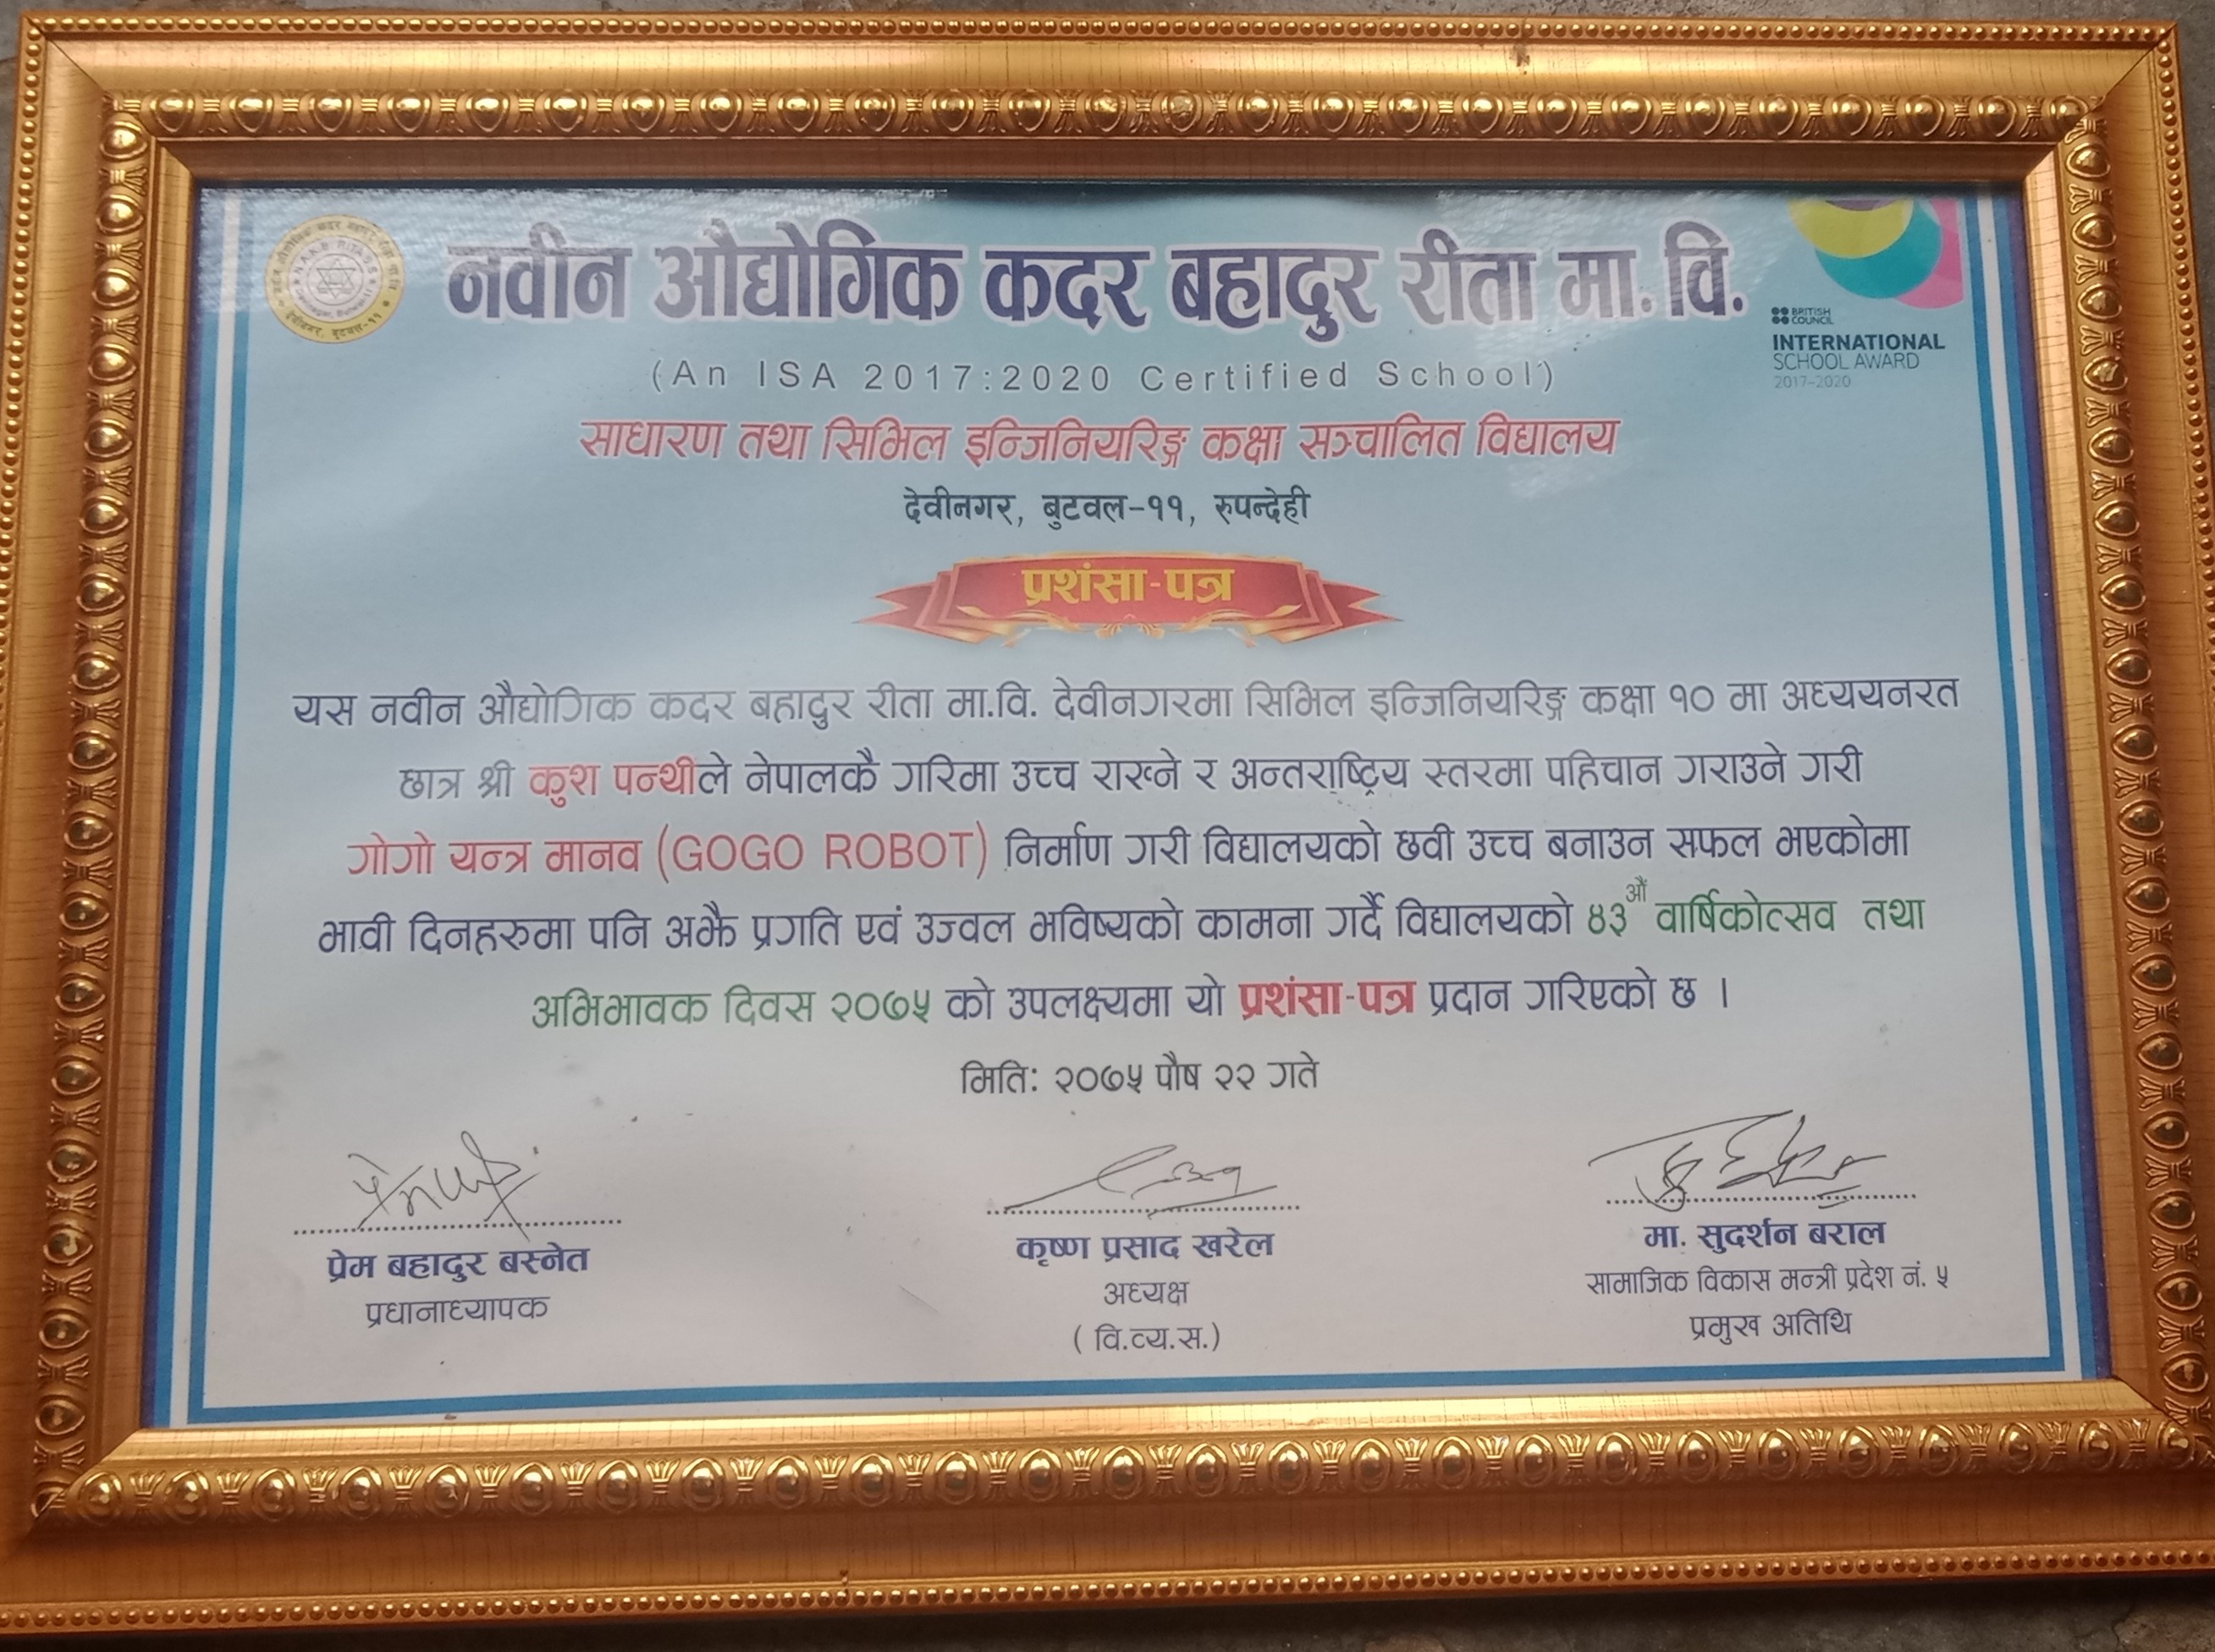 नवीन औद्योगिक कदर बहादुर रीता मा. वि.
BRITISH
COUNCIL
INTERNATIONAL
SCHOOL AWARD
2017-2020
(An ISA 2017:2020 Certified School)
साधारण तथा सिभिल इन्जिनियरिङ्ग कक्षा सञ्चालित विद्यालय
देवीनगर, बुटवल-११, रुपन्देही
प्रशंसा-पत्र
यस नवीन औद्योगिक कदर बहादुर रीता मा.वि. देवीनगरमा सिभिल इन्जिनियरिङ्ग कक्षा १० मा अध्ययनरत
छात्र श्री कुश पन्थीले नेपालकै गरिमा उच्च राख्ने र अन्तराष्ट्रिय स्तरमा पहिचान गराउने गरी
गोगो यन्त्र मानव (GOGO ROBOT) निर्माण गरी विद्यालयको छवी उच्च बनाउन सफल भएकोमा
भावी दिनहरुमा पनि अझै प्रगति एवं उज्वल भविष्यको कामना गर्दै विद्यालयको ४३औं वार्षिकोत्सव तथा
अभिभावक दिवस २०७५ को उपलक्ष्यमा यो प्रशंसा-पत्र प्रदान गरिएको छ ।
मिति: २०७५ पौष २२ गते
प्रेम बहादुर बस्नेत
प्रधानाध्यापक
कृष्ण प्रसाद खरेल
अध्यक्ष
( वि.व्य.स.)
मा. सुदर्शन बराल
सामाजिक विकास मन्त्री प्रदेश नं. ५
प्रमुख अतिथि